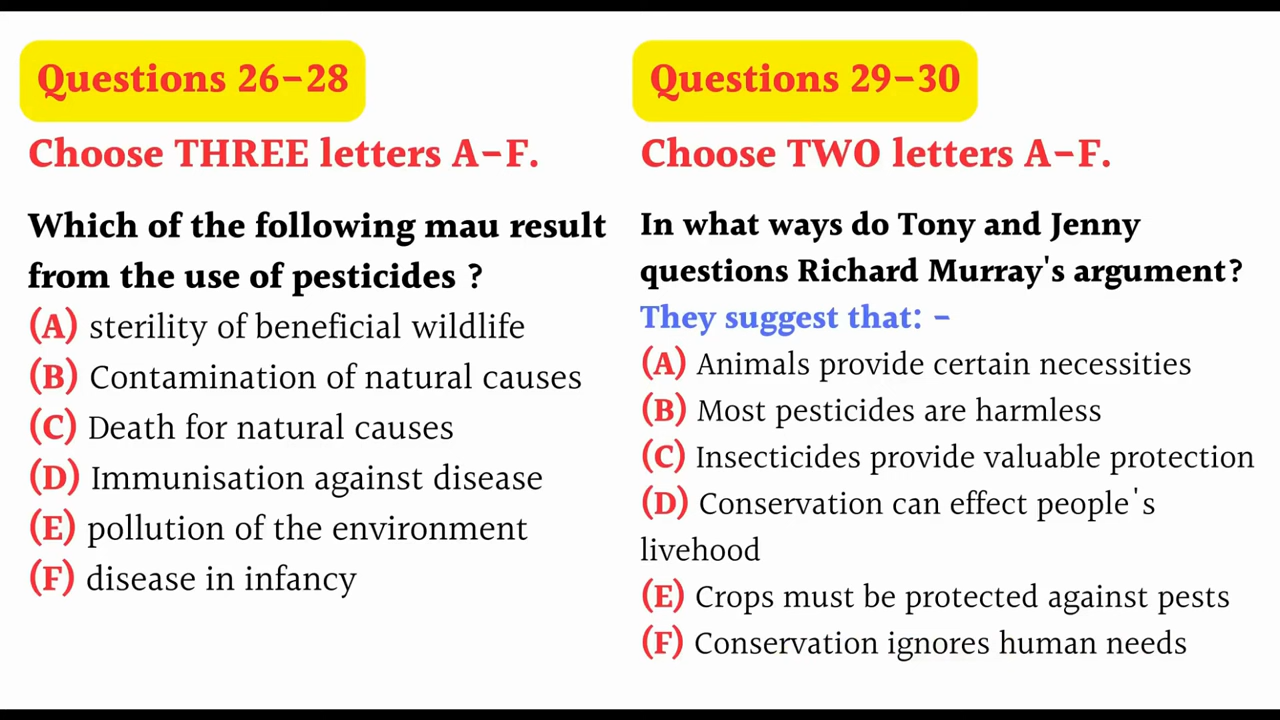 Questions 26-28
Choose THREE letters A-F.
Which of the following mau result
from the use of pesticides ?
(A) sterility of beneficial wildlife
(B) Contamination of natural causes
(C) Death for natural causes
(D) Immunisation against disease
(E) pollution of the environment
(F) disease in infancy
Questions 29-30
Choose TWO letters A-F.
In what ways do Tony and Jenny
questions Richard Murray's argument?
They suggest that: -
(A) Animals provide certain necessities
(B) Most pesticides are harmless
(C) Insecticides provide valuable protection
(D) Conservation can effect people's
livehood
(E) Crops must be protected against pests
(F) Conservation ignores human needs